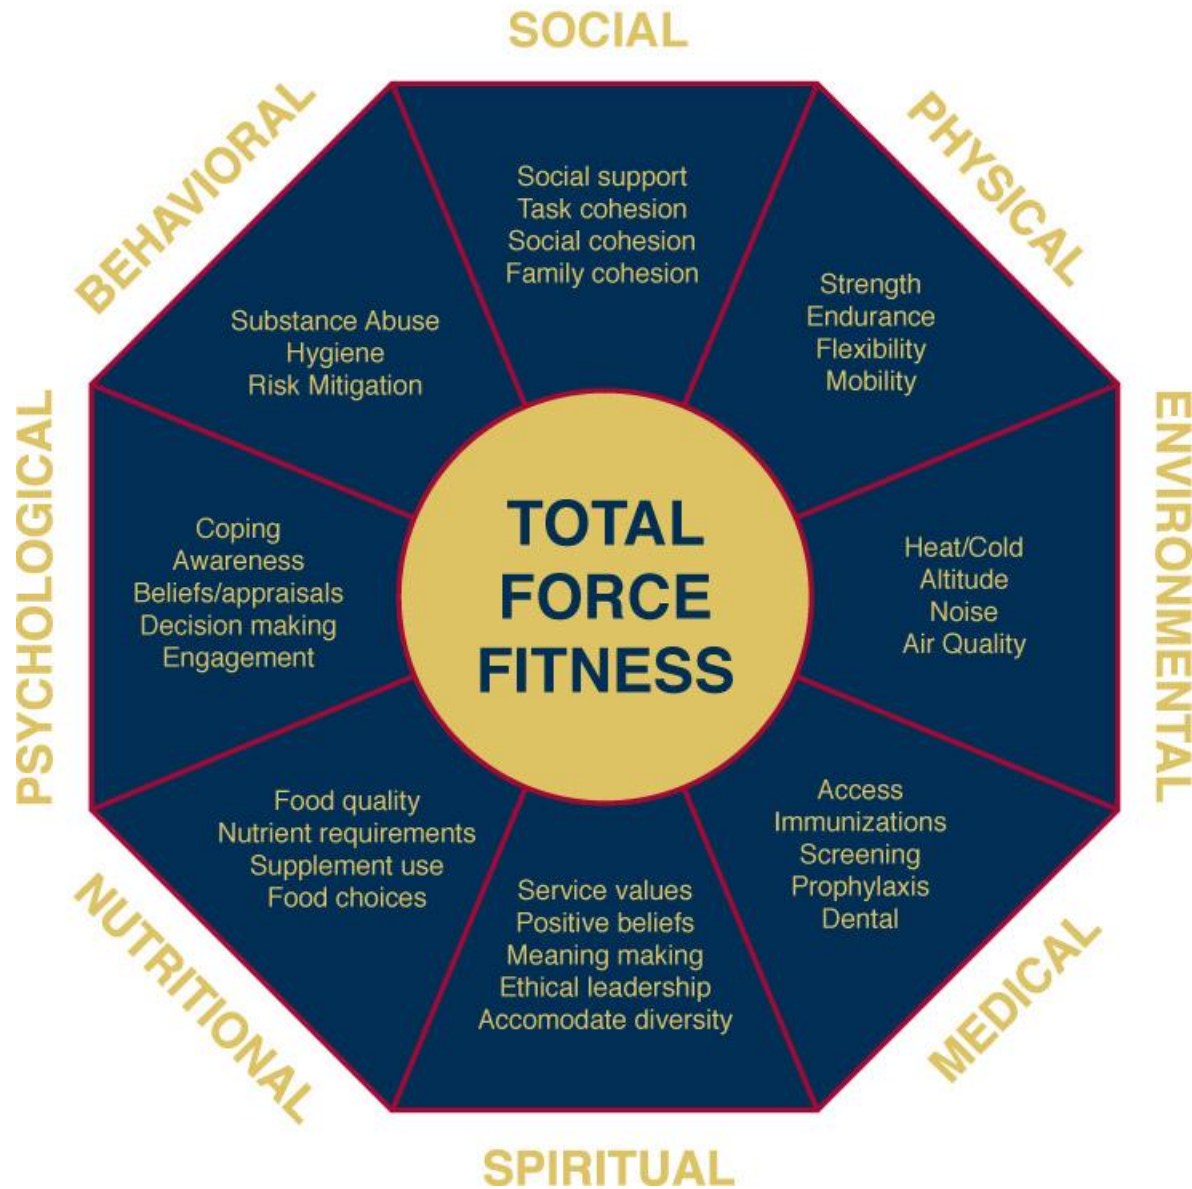 SOCIAL
Social support
Task cohesion
Social cohesion
Family cohesion
PHYSICAL
Strength
Endurance
Flexibility
Mobility
ENVIRONMENTAL
Heat/Cold
Altitude
Noise
Air Quality
MEDICAL
Access
Immunizations
Screening
Prophylaxis
Dental
SPIRITUAL
Service values
Positive beliefs
Meaning making
Ethical leadership
Accomodate diversity
NUTRITIONAL
Food quality
Nutrient requirements
Supplement use
Food choices
PSYCHOLOGICAL
Coping
Awareness
Beliefs/appraisals
Decision making
Engagement
BEHAVIORAL
Substance Abuse
Hygiene
Risk Mitigation
TOTAL
FORCE
FITNESS